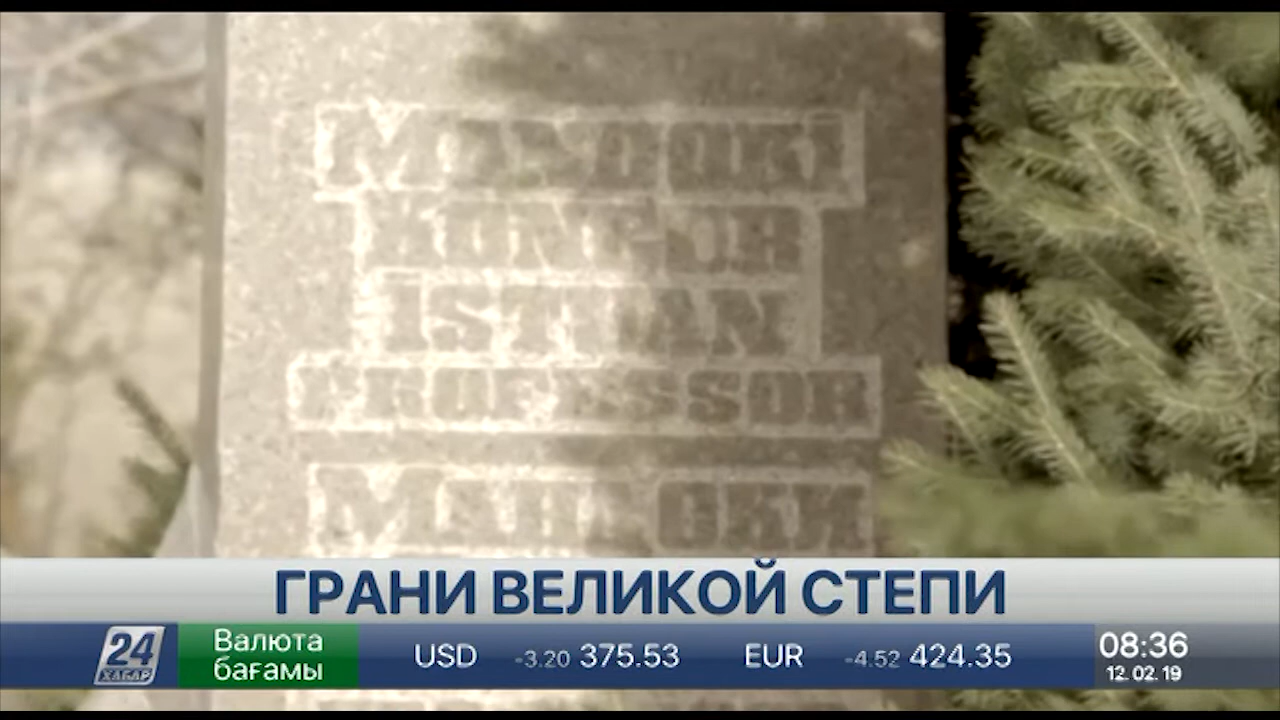 MANDOKI
KONGUR
ISTVAN
PROFESSOR
МАНДОКИ
ГРАНИ ВЕЛИКОЙ СТЕПИ
24 ХАБАР
Валюта бағамы
USD -3.20 375.53
EUR -4.52 424.35
08:36
12.02.19